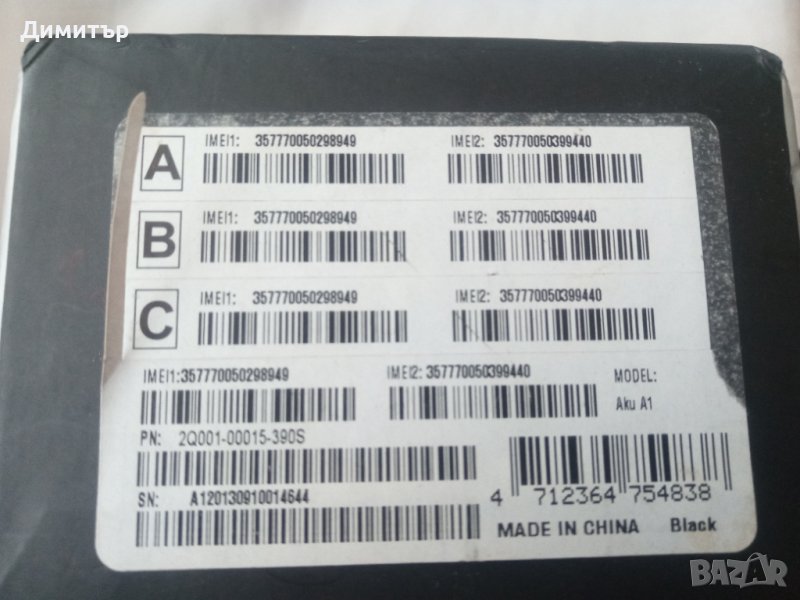 Димитър
A IMEI1: 357770050298949 IMEI2: 357770050399440
B IMEI1: 357770050298949 IMEI2: 357770050399440
C IMEI1: 357770050298949 IMEI2: 357770050399440
IMEI1:357770050298949 IMEI2: 357770050399440 MODEL:
Aku A1
PN: 2Q001-00015-390S
SN: A120130910014644
4 712364 754838
MADE IN CHINA Black
BAZAR